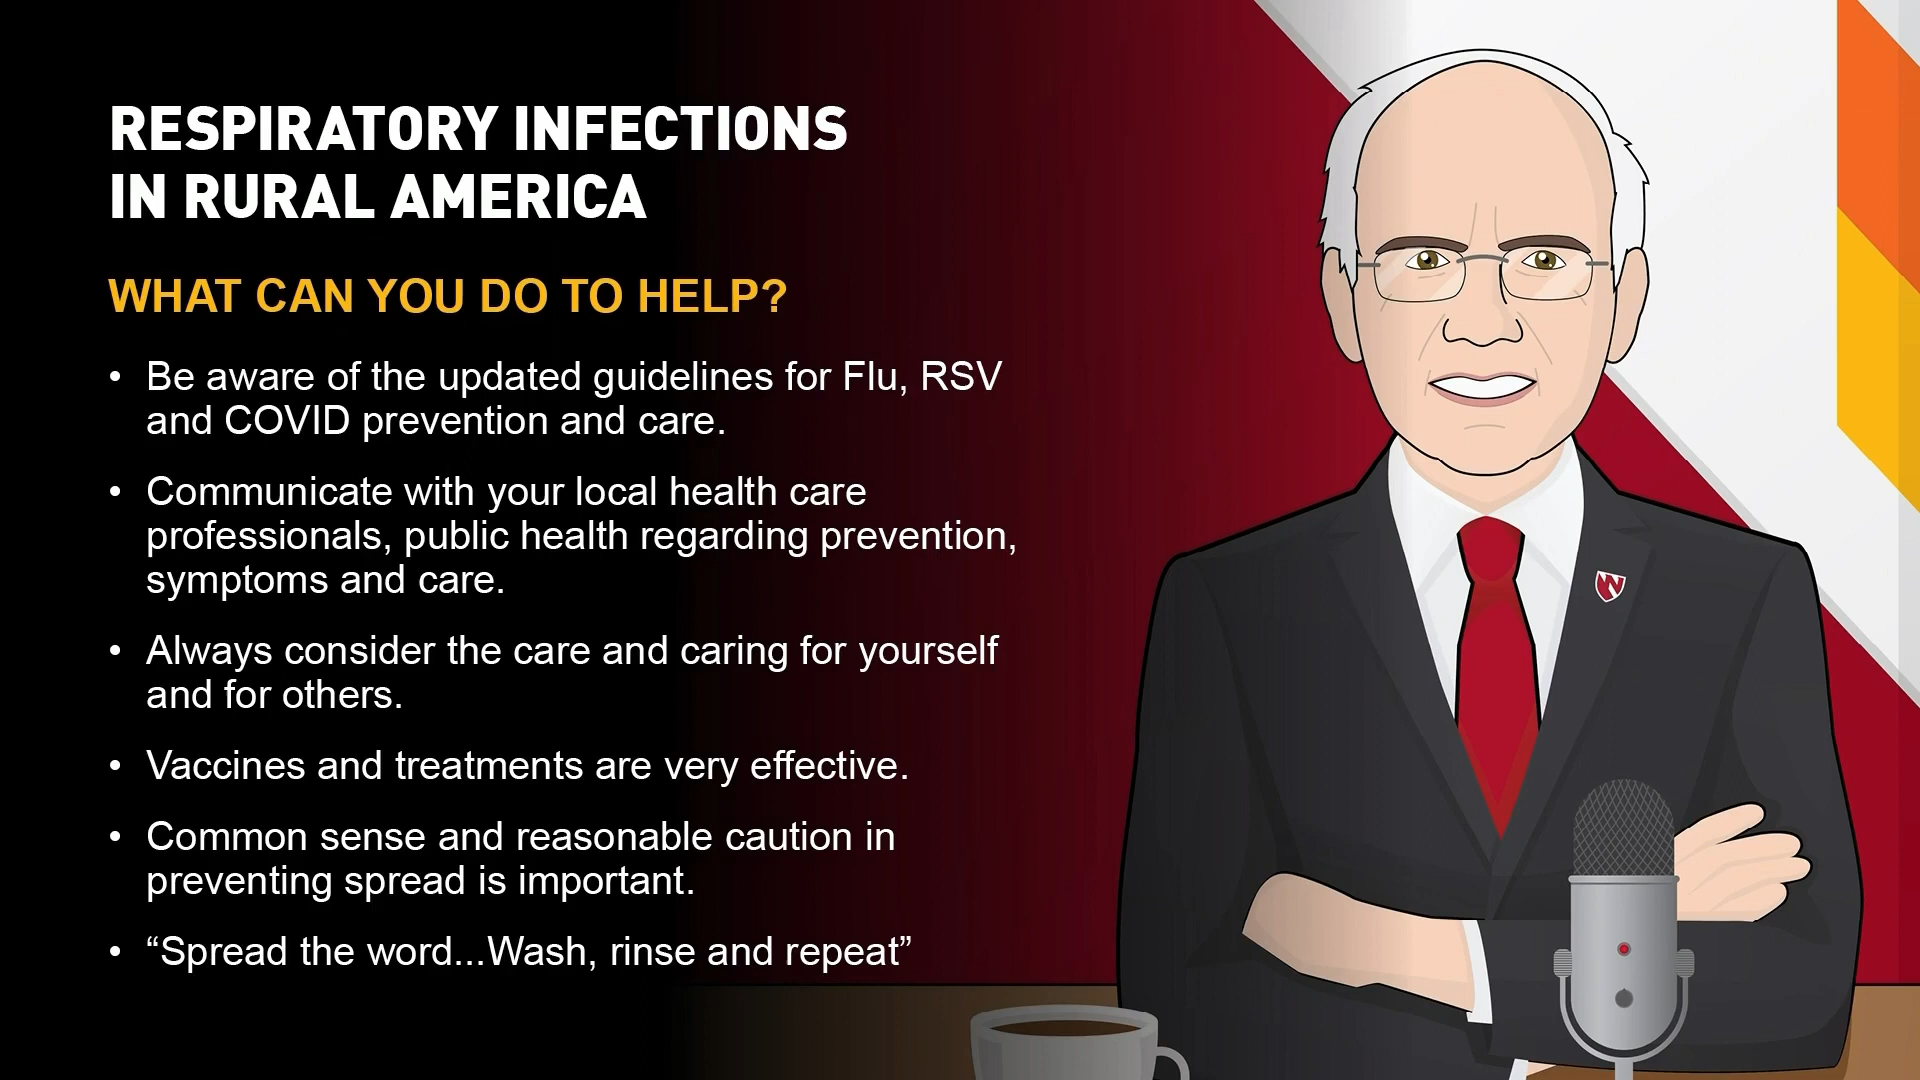 RESPIRATORY INFECTIONS
IN RURAL AMERICA
WHAT CAN YOU DO TO HELP?
• Be aware of the updated guidelines for Flu, RSV
and COVID prevention and care.
• Communicate with your local health care
professionals, public health regarding prevention,
symptoms and care.
• Always consider the care and caring for yourself
and for others.
• Vaccines and treatments are very effective.
• Common sense and reasonable caution in
preventing spread is important.
• “Spread the word...Wash, rinse and repeat”
N